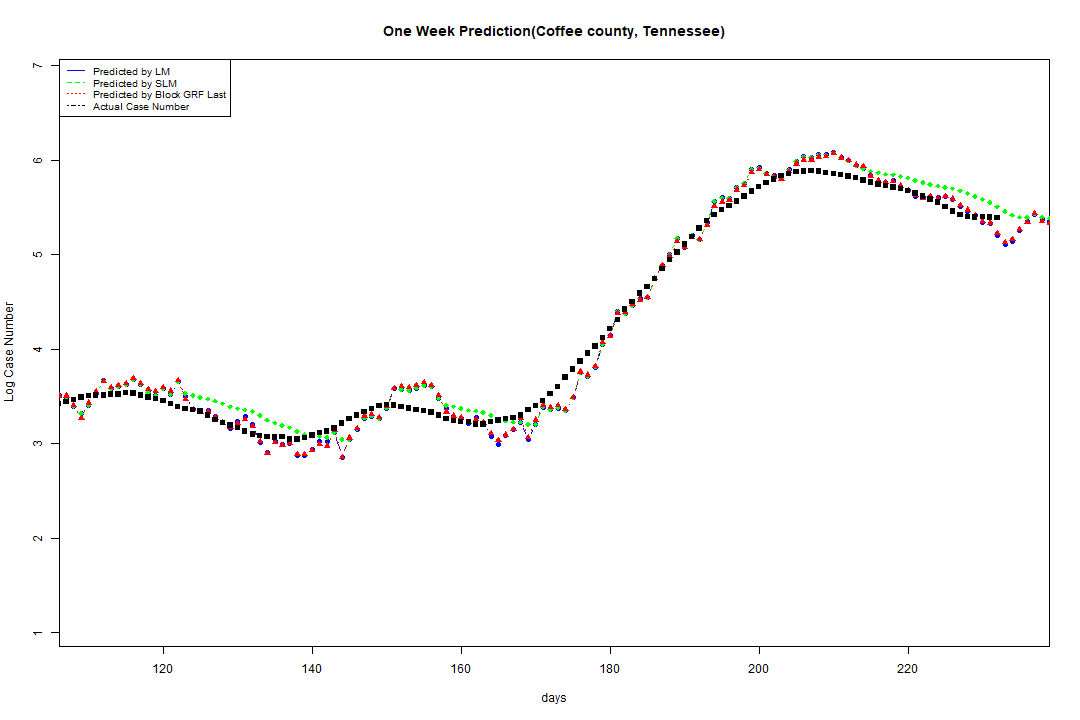 One Week Prediction(Coffee county, Tennessee)
Predicted by LM
Predicted by SLM
Predicted by Block GRF Last
Actual Case Number
7
6
5
4
3
2
1
Log Case Number
120 140 160 180 200 220
days